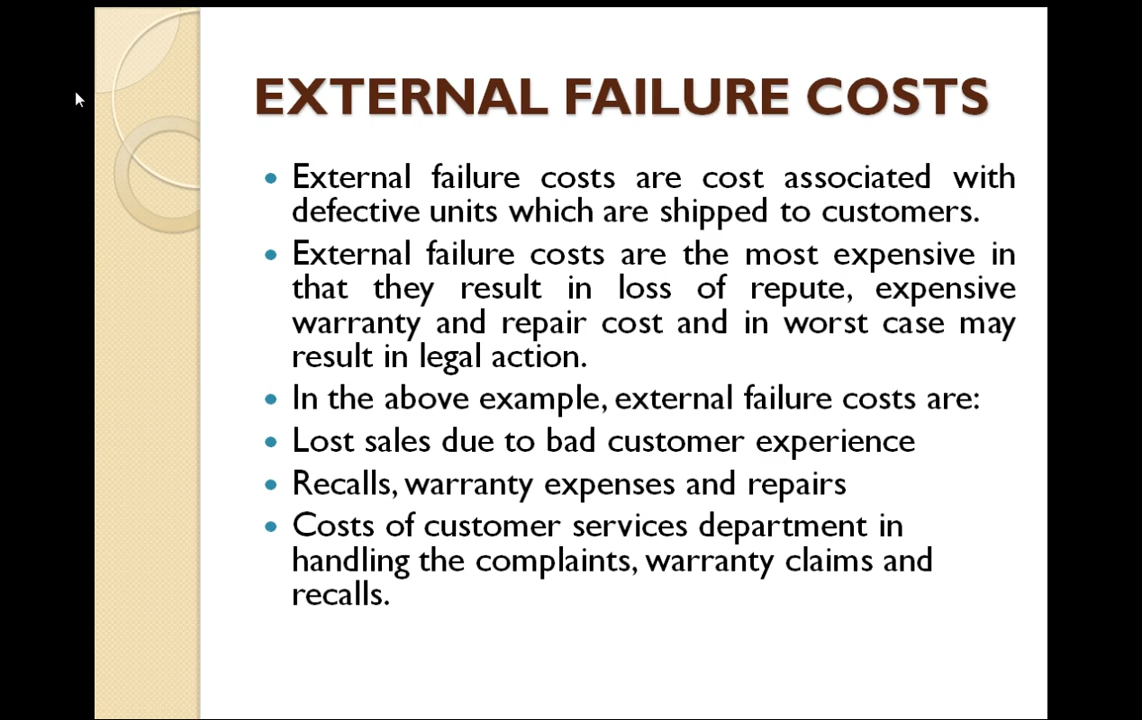 EXTERNAL FAILURE COSTS
• External failure costs are cost associated with
defective units which are shipped to customers.
• External failure costs are the most expensive in
that they result in loss of repute, expensive
warranty and repair cost and in worst case may
result in legal action.
• In the above example, external failure costs are:
• Lost sales due to bad customer experience
• Recalls, warranty expenses and repairs
• Costs of customer services department in
handling the complaints, warranty claims and
recalls.